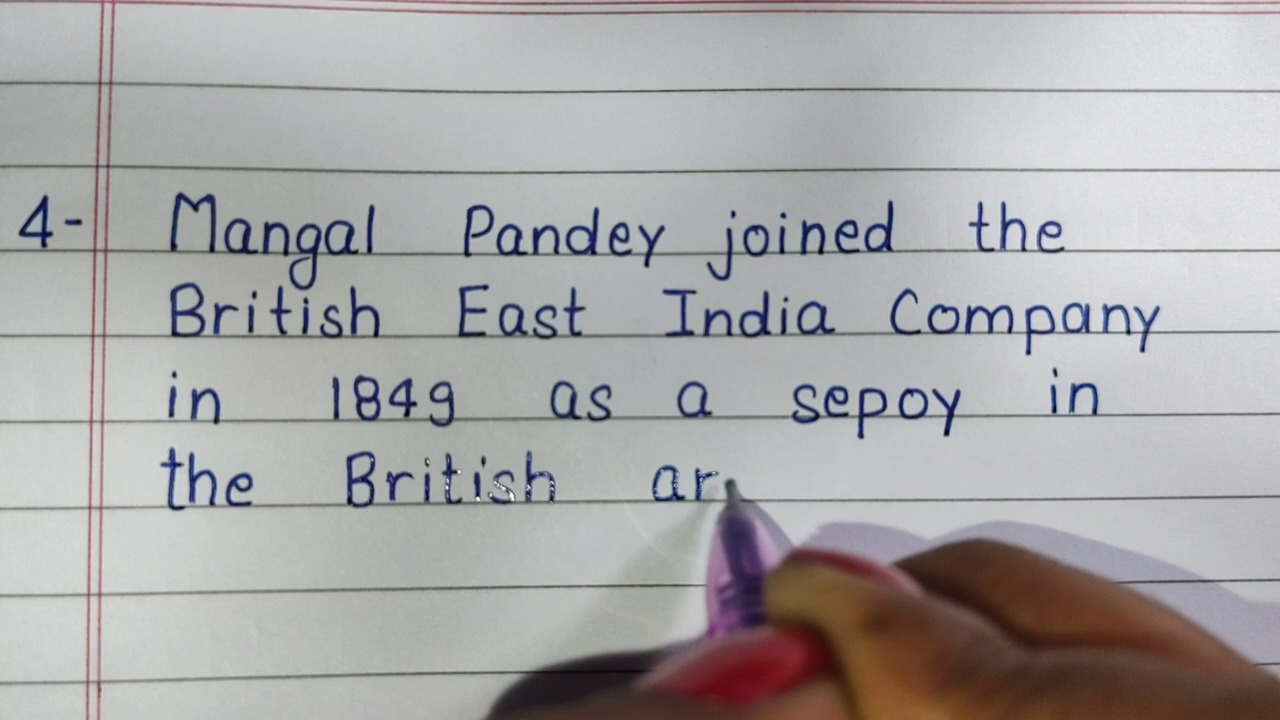 4- Mangal Pandey joined the
British East India Company
in 1849 as a sepoy in
the British ar